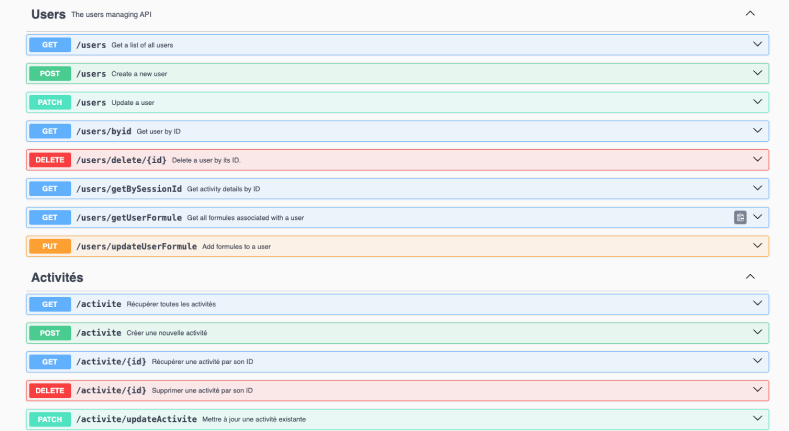 Users The users managing API
GET /users Get a list of all users
POST /users Create a new user
PATCH /users Update a user
GET /users/byid Get user by ID
DELETE /users/delete/{id} Delete a user by its ID.
GET /users/getBySessionId Get activity details by ID
GET /users/getUserFormule Get all formules associated with a user
PUT /users/updateUserFormule Add formules to a user
Activités
GET /activite Récupérer toutes les activités
POST /activite Créer une nouvelle activité
GET /activite/{id} Récupérer une activité par son ID
DELETE /activite/{id} Supprimer une activité par son ID
PATCH /activite/updateActivite Mettre à jour une activité existante